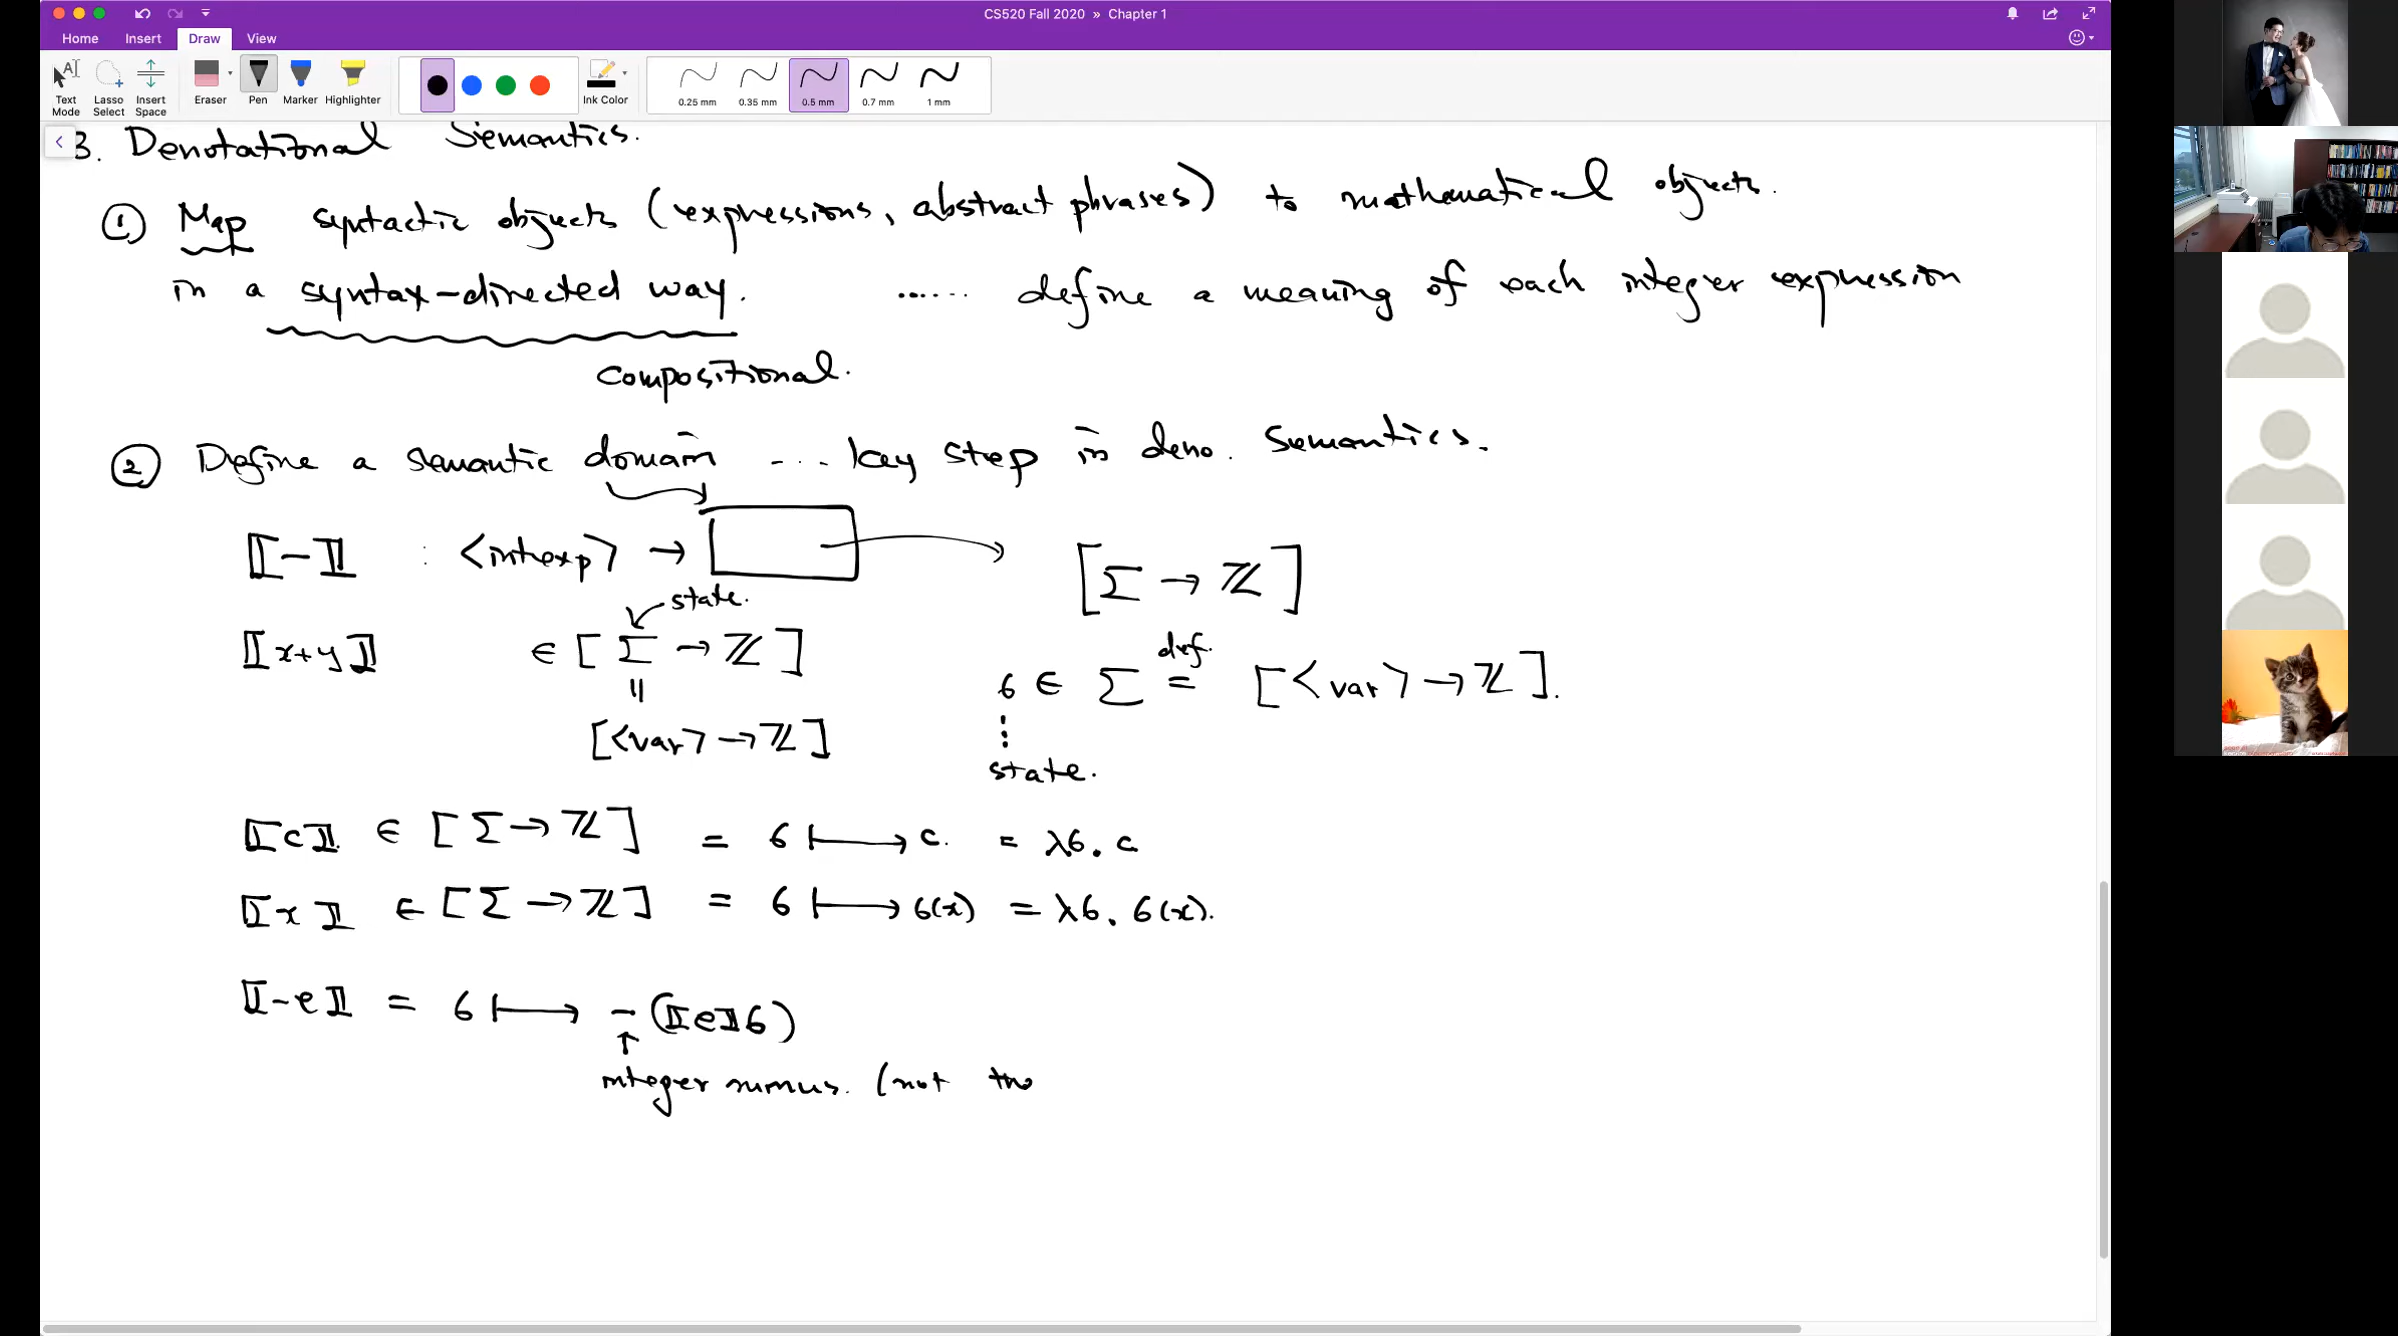 CS520 Fall 2020 » Chapter 1
Home Insert Draw View
Text Mode
Lasso Select
Insert Space
Eraser
Pen
Marker
Highlighter
Ink Color
0.25 mm
0.35 mm
0.5 mm
0.7 mm
1 mm
3. Denotational Semantics.
① Map syntactic objects (expressions, abstract phrases) to mathematical objects.
in a syntax-directed way. ...... define a meaning of each integer expression
compositional.
② Define a semantic domain ... key step in deno. semantics.
⟦-⟧ : <intexp> → [Σ → ℤ]
state.
⟦x+y⟧ ∈ [Σ → ℤ] σ ∈ Σ def. = [<var> → ℤ].
[<var> → ℤ]
state.
⟦c⟧ ∈ [Σ → ℤ] = σ ↦ c. = λσ. c
⟦x⟧ ∈ [Σ → ℤ] = σ ↦ σ(x) = λσ. σ(x).
⟦-e⟧ = σ ↦ -(⟦e⟧σ)
↑
integer minus. (not the